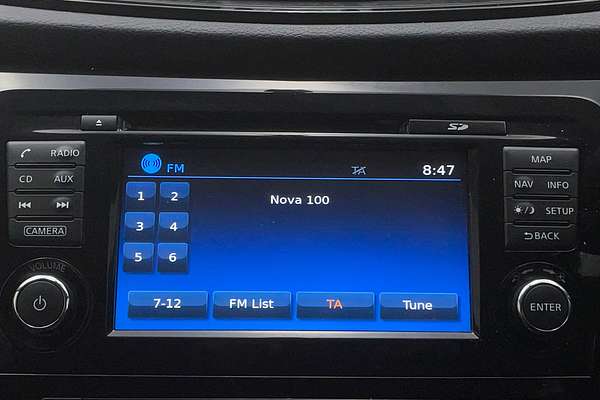 SD
RADIO
CD AUX
CAMERA
VOLUME
FM TA 8:47
1 2
Nova 100
3 4
5 6
7-12 FM List TA Tune
MAP
NAV INFO
SETUP
BACK
ENTER